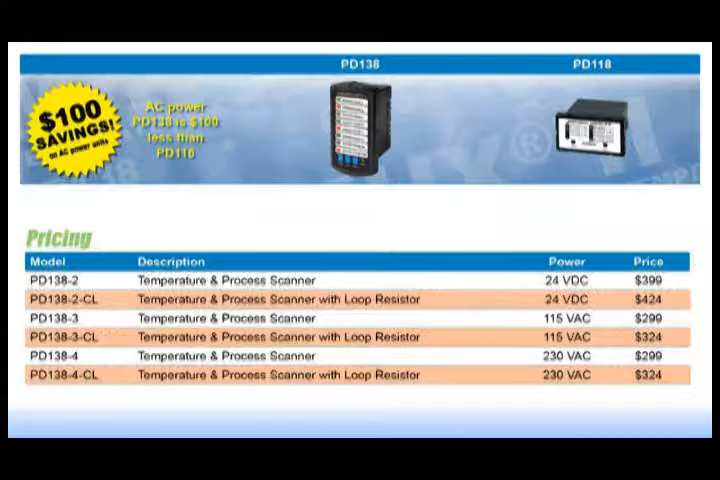 PD138 PD118
$100
SAVINGS!
on AC power units
AC power
PD138 is $100
less than
PD118
Pricing
Model Description Power Price
PD138-2 Temperature & Process Scanner 24 VDC $399
PD138-2-CL Temperature & Process Scanner with Loop Resistor 24 VDC $424
PD138-3 Temperature & Process Scanner 115 VAC $299
PD138-3-CL Temperature & Process Scanner with Loop Resistor 115 VAC $324
PD138-4 Temperature & Process Scanner 230 VAC $299
PD138-4-CL Temperature & Process Scanner with Loop Resistor 230 VAC $324